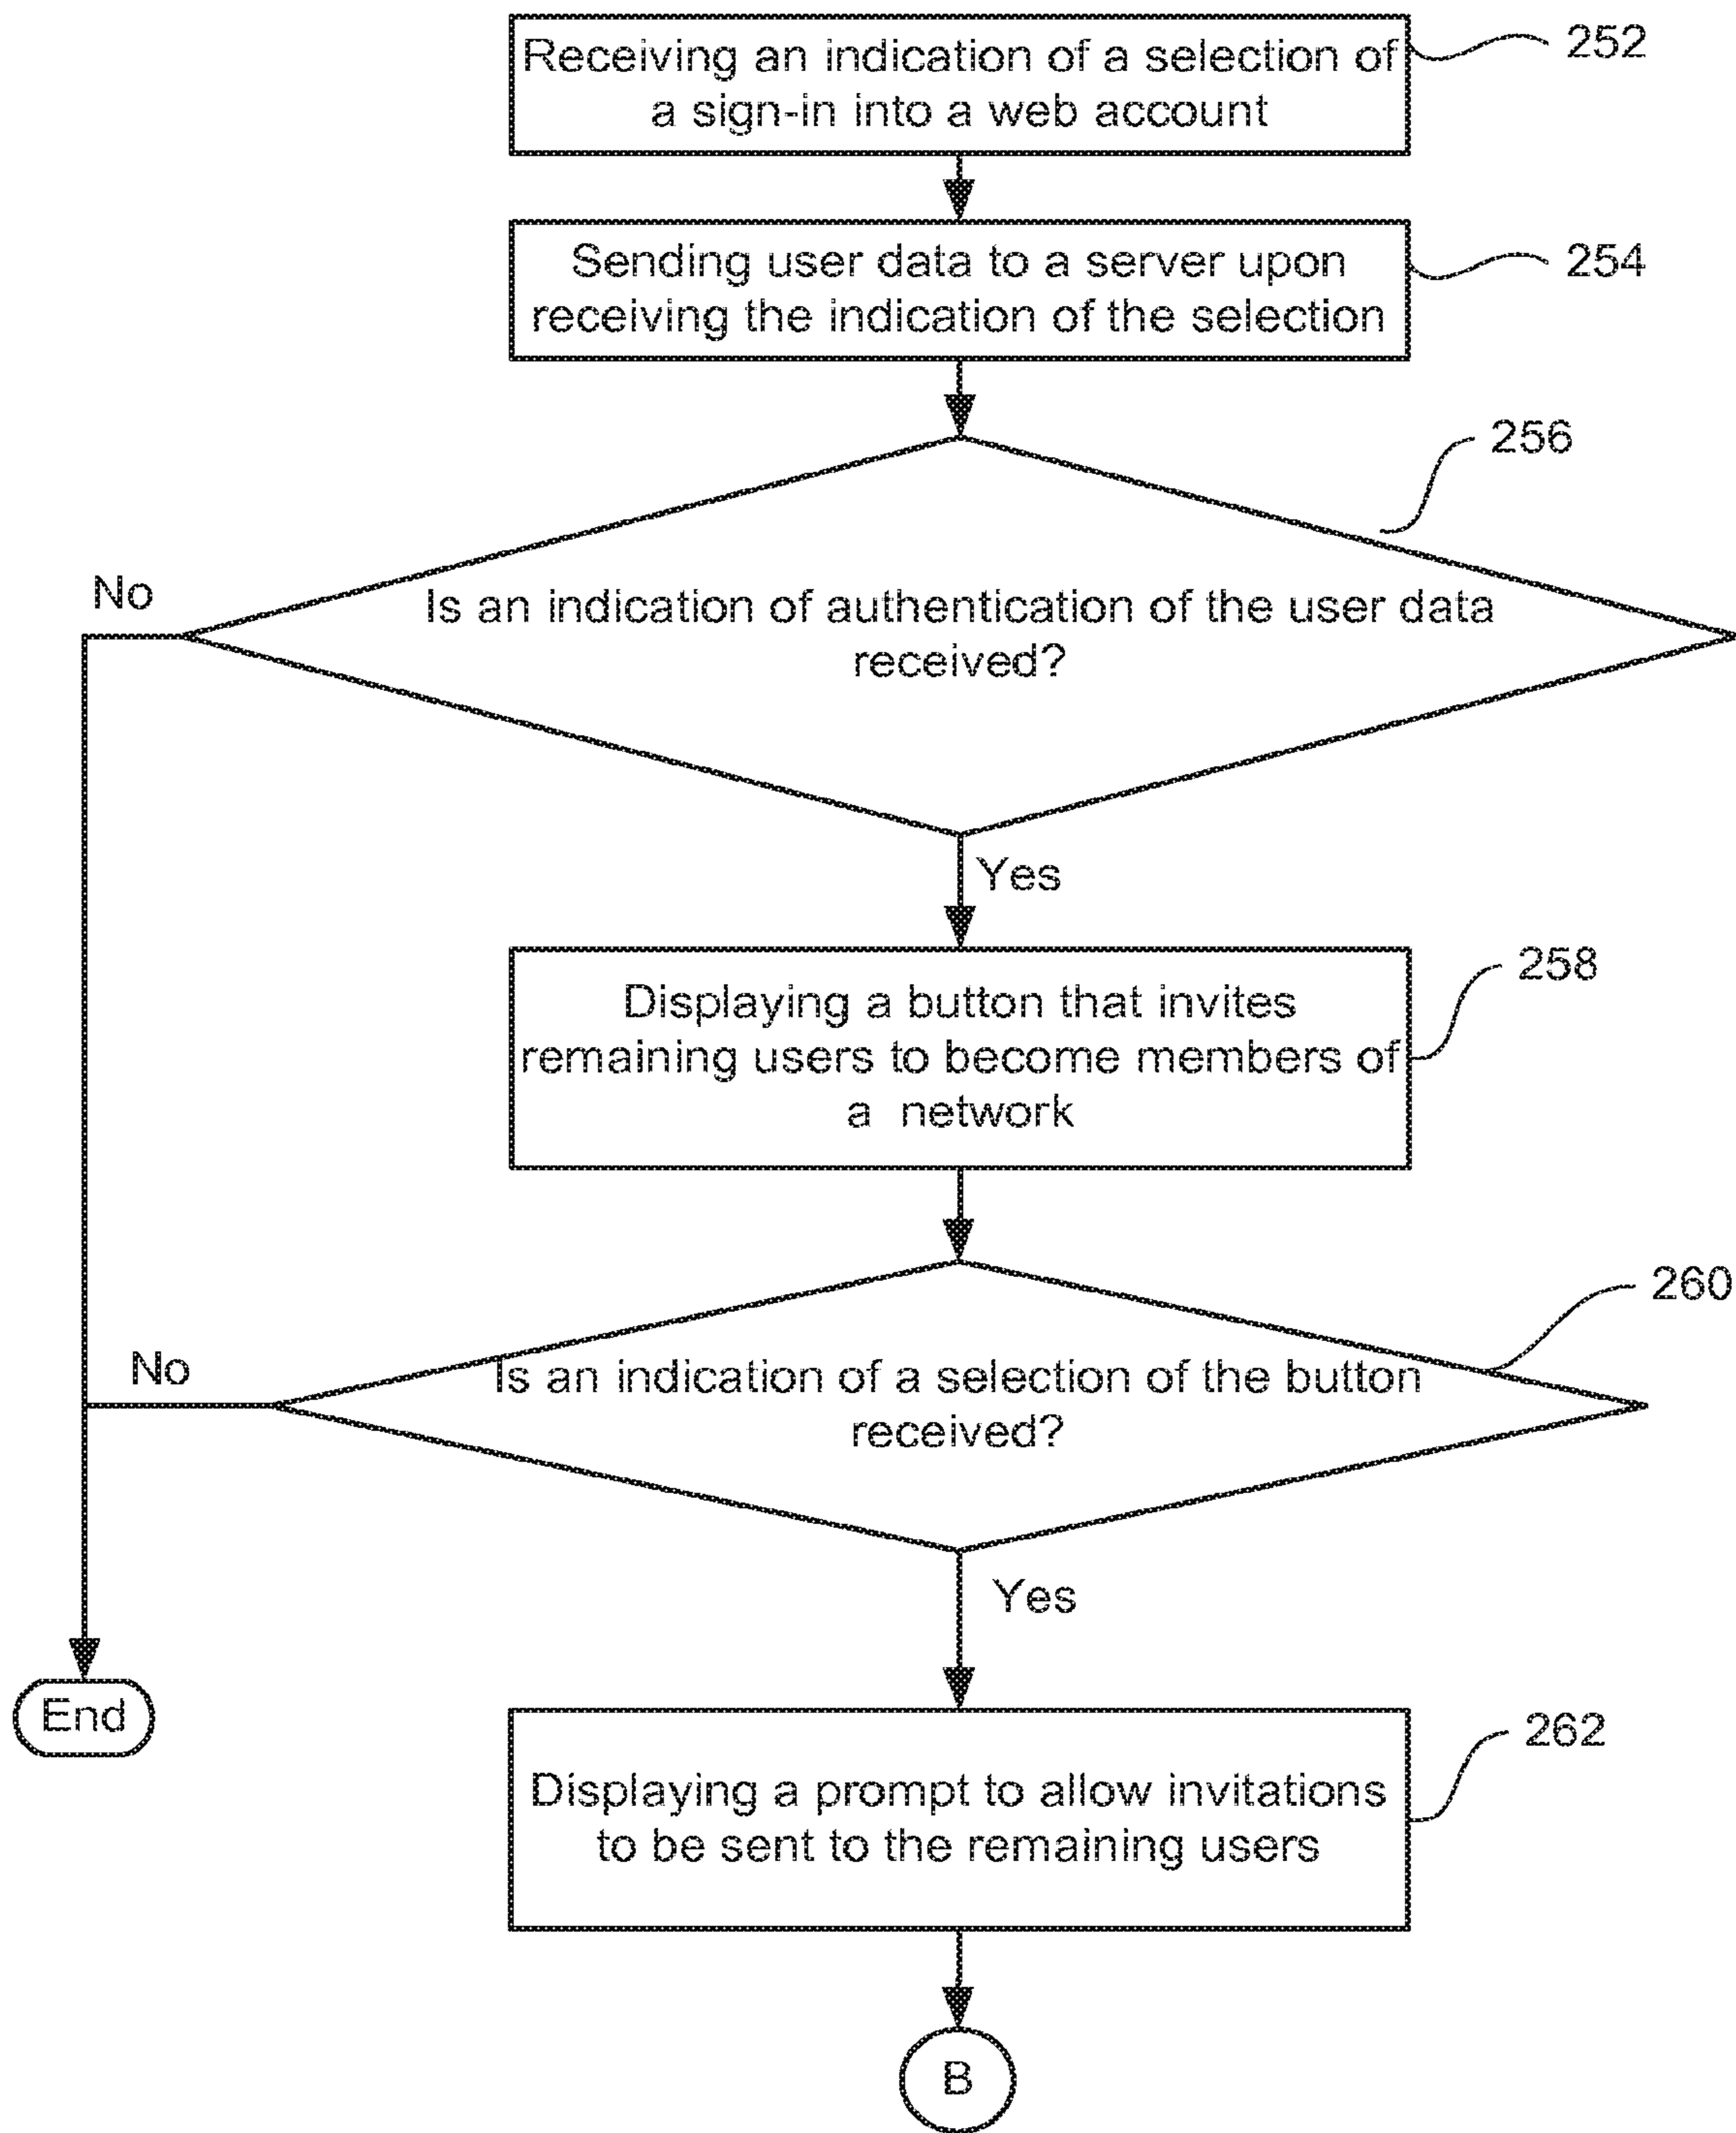 Receiving an indication of a selection of
a sign-in into a web account
252
Sending user data to a server upon
receiving the indication of the selection
254
256
No
Is an indication of authentication of the user data
received?
Yes
258
Displaying a button that invites
remaining users to become members of
a network
260
No
Is an indication of a selection of the button
received?
Yes
End
262
Displaying a prompt to allow invitations
to be sent to the remaining users
B